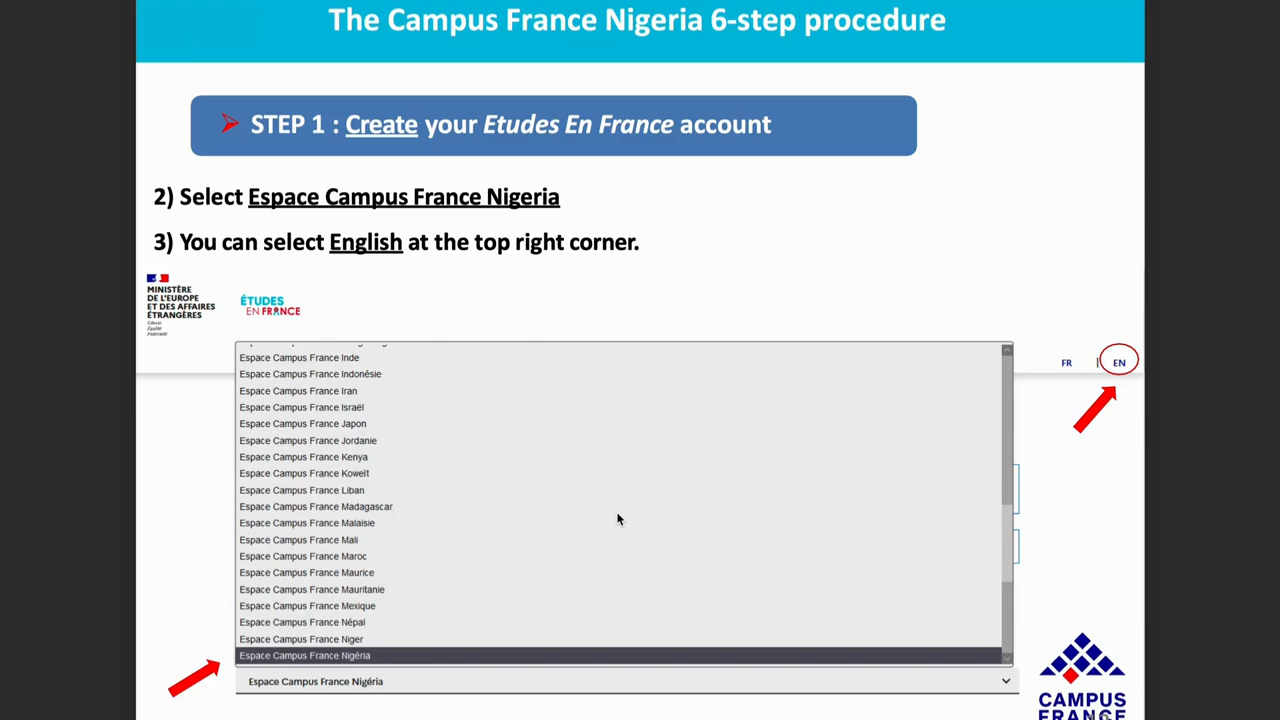 The Campus France Nigeria 6-step procedure
STEP 1 : Create your Etudes En France account
2) Select Espace Campus France Nigeria
3) You can select English at the top right corner.
MINISTÈRE
DE L'EUROPE
ET DES AFFAIRES
ÉTRANGÈRES
Liberté
Égalité
Fraternité
ÉTUDES
EN FRANCE
FR | EN
Espace Campus France Inde
Espace Campus France Indonésie
Espace Campus France Iran
Espace Campus France Israël
Espace Campus France Japon
Espace Campus France Jordanie
Espace Campus France Kenya
Espace Campus France Koweït
Espace Campus France Liban
Espace Campus France Madagascar
Espace Campus France Malaisie
Espace Campus France Mali
Espace Campus France Maroc
Espace Campus France Maurice
Espace Campus France Mauritanie
Espace Campus France Mexique
Espace Campus France Népal
Espace Campus France Niger
Espace Campus France Nigéria
Espace Campus France Nigéria
CAMPUS
FRANCE